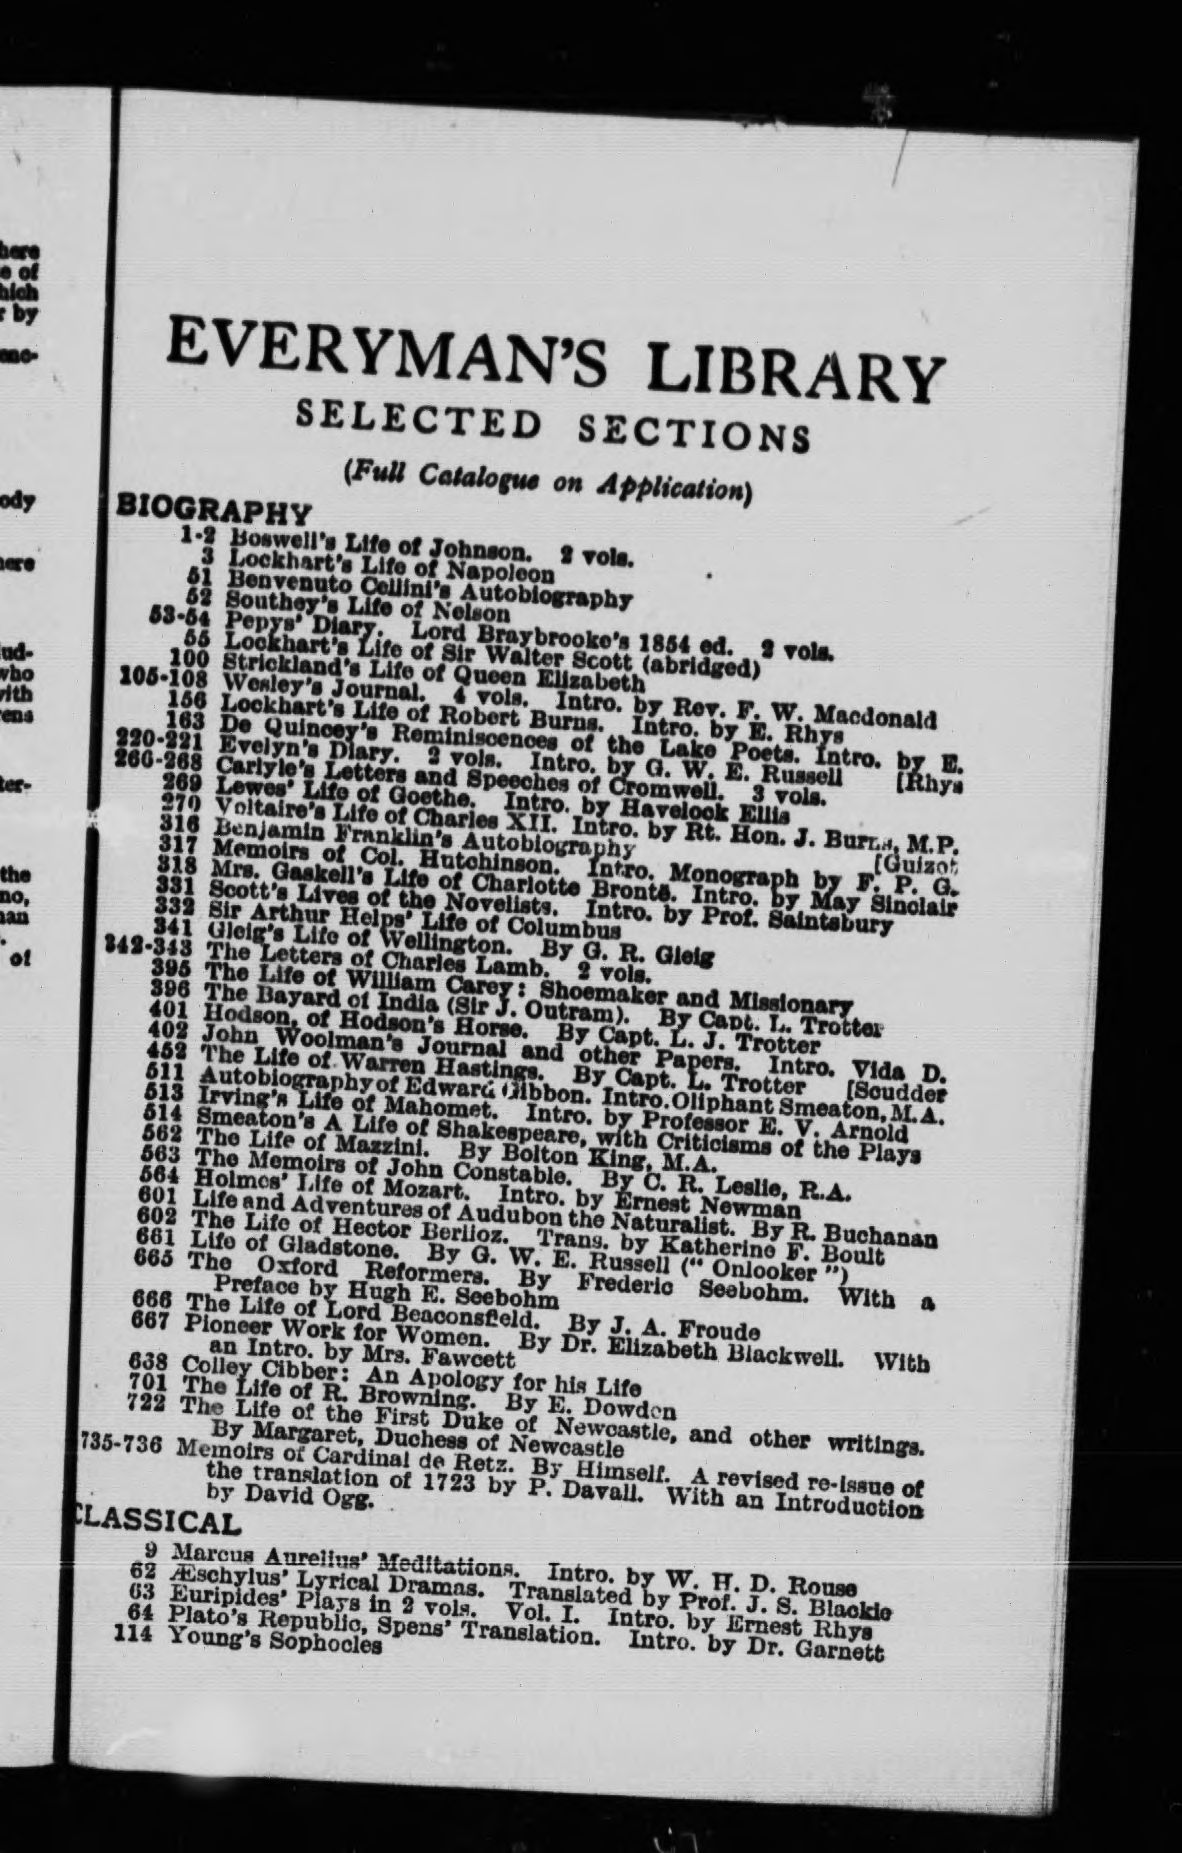 here
e of
hich
r by
ody
here
ud-
who
with
ens
ter-
the
no,
nan
of
EVERYMAN'S LIBRARY
SELECTED SECTIONS
(Full Catalogue on Application)
BIOGRAPHY
1-2 Boswell's Life of Johnson. 2 vols.
3 Lockhart's Life of Napoleon
51 Benvenuto Cellini's Autobiography
52 Southey's Life of Nelson
53-54 Pepys' Diary. Lord Braybrooke's 1854 ed. 2 vols.
55 Lockhart's Life of Sir Walter Scott (abridged)
100 Strickland's Life of Queen Elizabeth
105-108 Wesley's Journal. 4 vols. Intro. by Rev. F. W. Macdonald
156 Lockhart's Life of Robert Burns. Intro. by E. Rhys
163 De Quincey's Reminiscences of the Lake Poets. Intro. by E.
220-221 Evelyn's Diary. 2 vols. Intro. by G. W. E. Russell [Rhys
266-268 Carlyle's Letters and Speeches of Cromwell. 3 vols.
269 Lewes' Life of Goethe. Intro. by Havelock Ellis
270 Voltaire's Life of Charles XII. Intro. by Rt. Hon. J. Burns, M.P.
316 Benjamin Franklin's Autobiography [Guizot
317 Memoirs of Col. Hutchinson. Intro. Monograph by F. P. G.
318 Mrs. Gaskell's Life of Charlotte Brontë. Intro. by May Sinclair
331 Scott's Lives of the Novelists. Intro. by Prof. Saintsbury
332 Sir Arthur Helps' Life of Columbus
341 Gleig's Life of Wellington. By G. R. Gleig
342-343 The Letters of Charles Lamb. 2 vols.
395 The Life of William Carey: Shoemaker and Missionary
396 The Bayard of India (Sir J. Outram). By Capt. L. Trotter
401 Hodson, of Hodson's Horse. By Capt. L. J. Trotter
402 John Woolman's Journal and other Papers. Intro. Vida D.
452 The Life of Warren Hastings. By Capt. L. Trotter [Scudder
511 Autobiography of Edward Gibbon. Intro. Oliphant Smeaton, M.A.
513 Irving's Life of Mahomet. Intro. by Professor E. V. Arnold
514 Smeaton's A Life of Shakespeare, with Criticisms of the Plays
562 The Life of Mazzini. By Bolton King, M.A.
563 The Memoirs of John Constable. By C. R. Leslie, R.A.
564 Holmes' Life of Mozart. Intro. by Ernest Newman
601 Life and Adventures of Audubon the Naturalist. By R. Buchanan
602 The Life of Hector Berlioz. Trans. by Katherine F. Boult
661 Life of Gladstone. By G. W. E. Russell ("Onlooker")
665 The Oxford Reformers. By Frederic Seebohm. With a
Preface by Hugh E. Seebohm
666 The Life of Lord Beaconsfield. By J. A. Froude
667 Pioneer Work for Women. By Dr. Elizabeth Blackwell. With
an Intro. by Mrs. Fawcett
638 Colley Cibber: An Apology for his Life
701 The Life of R. Browning. By E. Dowden
722 The Life of the First Duke of Newcastle, and other writings.
By Margaret, Duchess of Newcastle
735-736 Memoirs of Cardinal de Retz. By Himself. A revised re-issue of
the translation of 1723 by P. Davall. With an Introduction
by David Ogg.
CLASSICAL
9 Marcus Aurelius' Meditations. Intro. by W. H. D. Rouse
62 Æschylus' Lyrical Dramas. Translated by Prof. J. S. Blackie
63 Euripides' Plays in 2 vols. Vol. I. Intro. by Ernest Rhys
64 Plato's Republic, Spens' Translation. Intro. by Dr. Garnett
114 Young's Sophocles